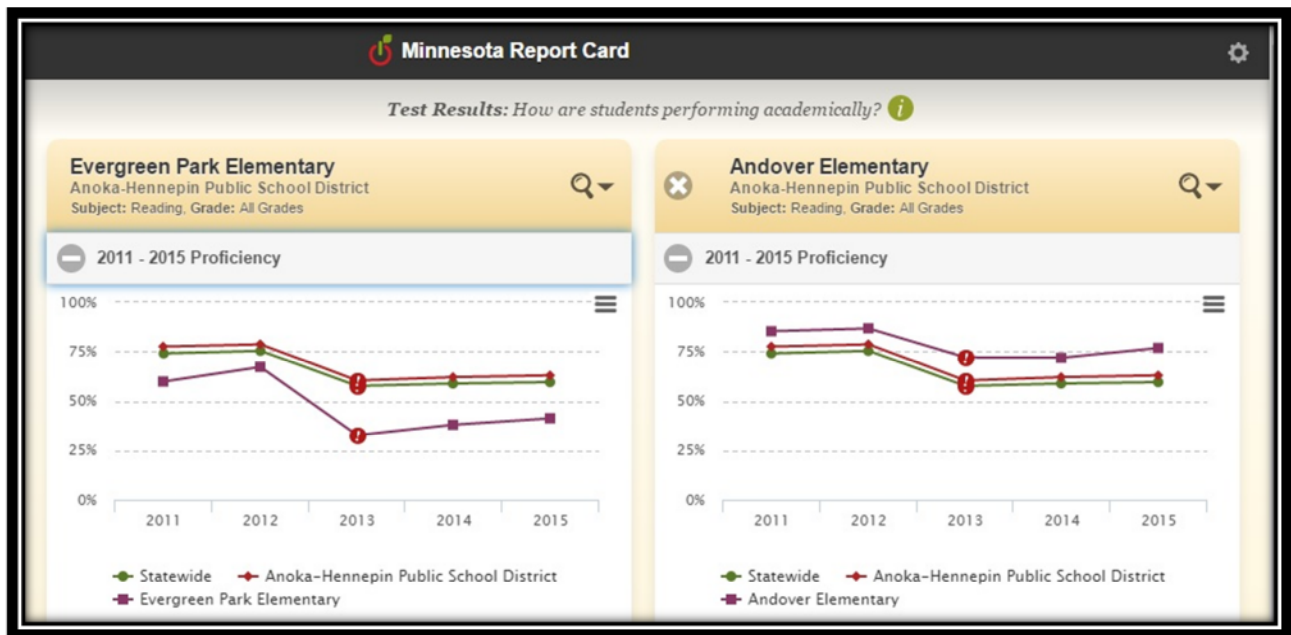 Minnesota Report Card
Test Results: How are students performing academically? i
Evergreen Park Elementary
Anoka-Hennepin Public School District
Subject: Reading, Grade: All Grades
2011 - 2015 Proficiency
100%
75%
50%
25%
0%
2011 2012 2013 2014 2015
Statewide Anoka-Hennepin Public School District
Evergreen Park Elementary
Andover Elementary
Anoka-Hennepin Public School District
Subject: Reading, Grade: All Grades
2011 - 2015 Proficiency
100%
75%
50%
25%
0%
2011 2012 2013 2014 2015
Statewide Anoka-Hennepin Public School District
Andover Elementary